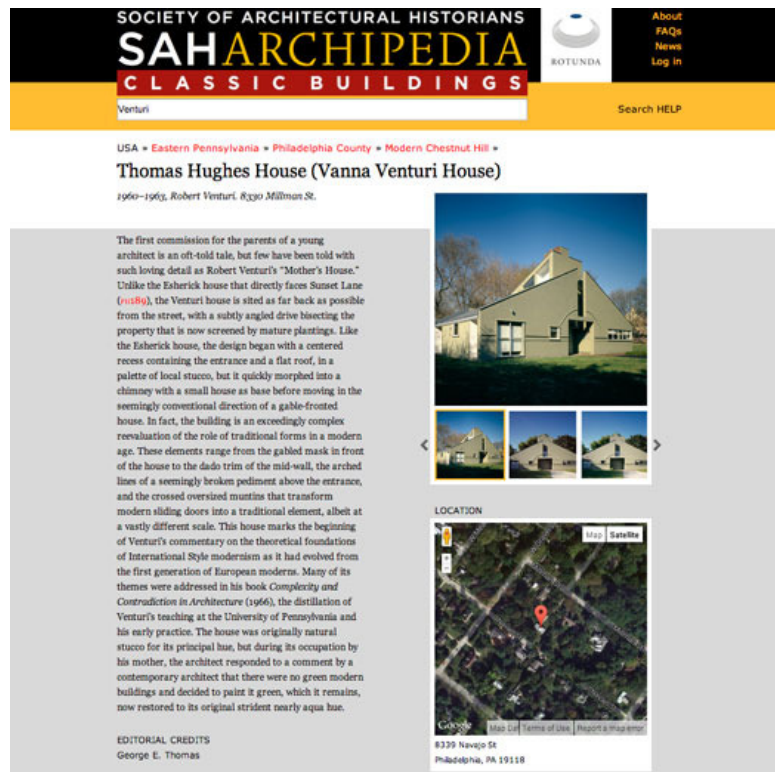 SOCIETY OF ARCHITECTURAL HISTORIANS
SAHARCHIPEDIA
CLASSIC BUILDINGS
ROTUNDA
About
FAQs
News
Log in
Venturi
Search HELP
USA » Eastern Pennsylvania » Philadelphia County » Modern Chestnut Hill »
Thomas Hughes House (Vanna Venturi House)
1960–1963, Robert Venturi. 8330 Millman St.
The first commission for the parents of a young
architect is an oft-told tale, but few have been told with
such loving detail as Robert Venturi's “Mother's House.”
Unlike the Esherick house that directly faces Sunset Lane
(PH189), the Venturi house is sited as far back as possible
from the street, with a subtly angled drive bisecting the
property that is now screened by mature plantings. Like
the Esherick house, the design began with a centered
recess containing the entrance and a flat roof, in a
palette of local stucco, but it quickly morphed into a
chimney with a small house as base before moving in the
seemingly conventional direction of a gable-fronted
house. In fact, the building is an exceedingly complex
reevaluation of the role of traditional forms in a modern
age. These elements range from the gabled mask in front
of the house to the dado trim of the mid-wall, the arched
lines of a seemingly broken pediment above the entrance,
and the crossed oversized muntins that transform
modern sliding doors into a traditional element, albeit at
a vastly different scale. This house marks the beginning
of Venturi's commentary on the theoretical foundations
of International Style modernism as it had evolved from
the first generation of European moderns. Many of its
themes were addressed in his book Complexity and
Contradiction in Architecture (1966), the distillation of
Venturi's teaching at the University of Pennsylvania and
his early practice. The house was originally natural
stucco for its principal hue, but during its occupation by
his mother, the architect responded to a comment by a
contemporary architect that there were no green modern
buildings and decided to paint it green, which it remains,
now restored to its original strident nearly aqua hue.
EDITORIAL CREDITS
George E. Thomas
LOCATION
Map Satellite
Google
Map Dat Terms of Use Report a map error
8339 Navajo St
Philadelphia, PA 19118